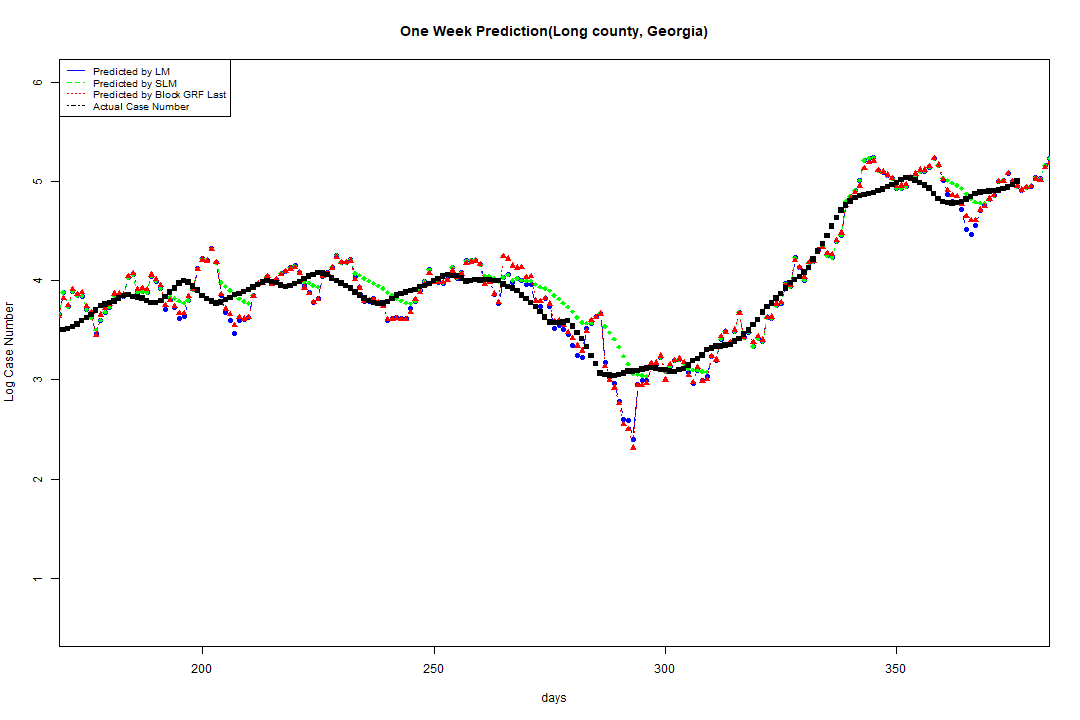 One Week Prediction(Long county, Georgia)
Predicted by LM
Predicted by SLM
Predicted by Block GRF Last
Actual Case Number
6
5
4
3
2
1
Log Case Number
200
250
300
350
days